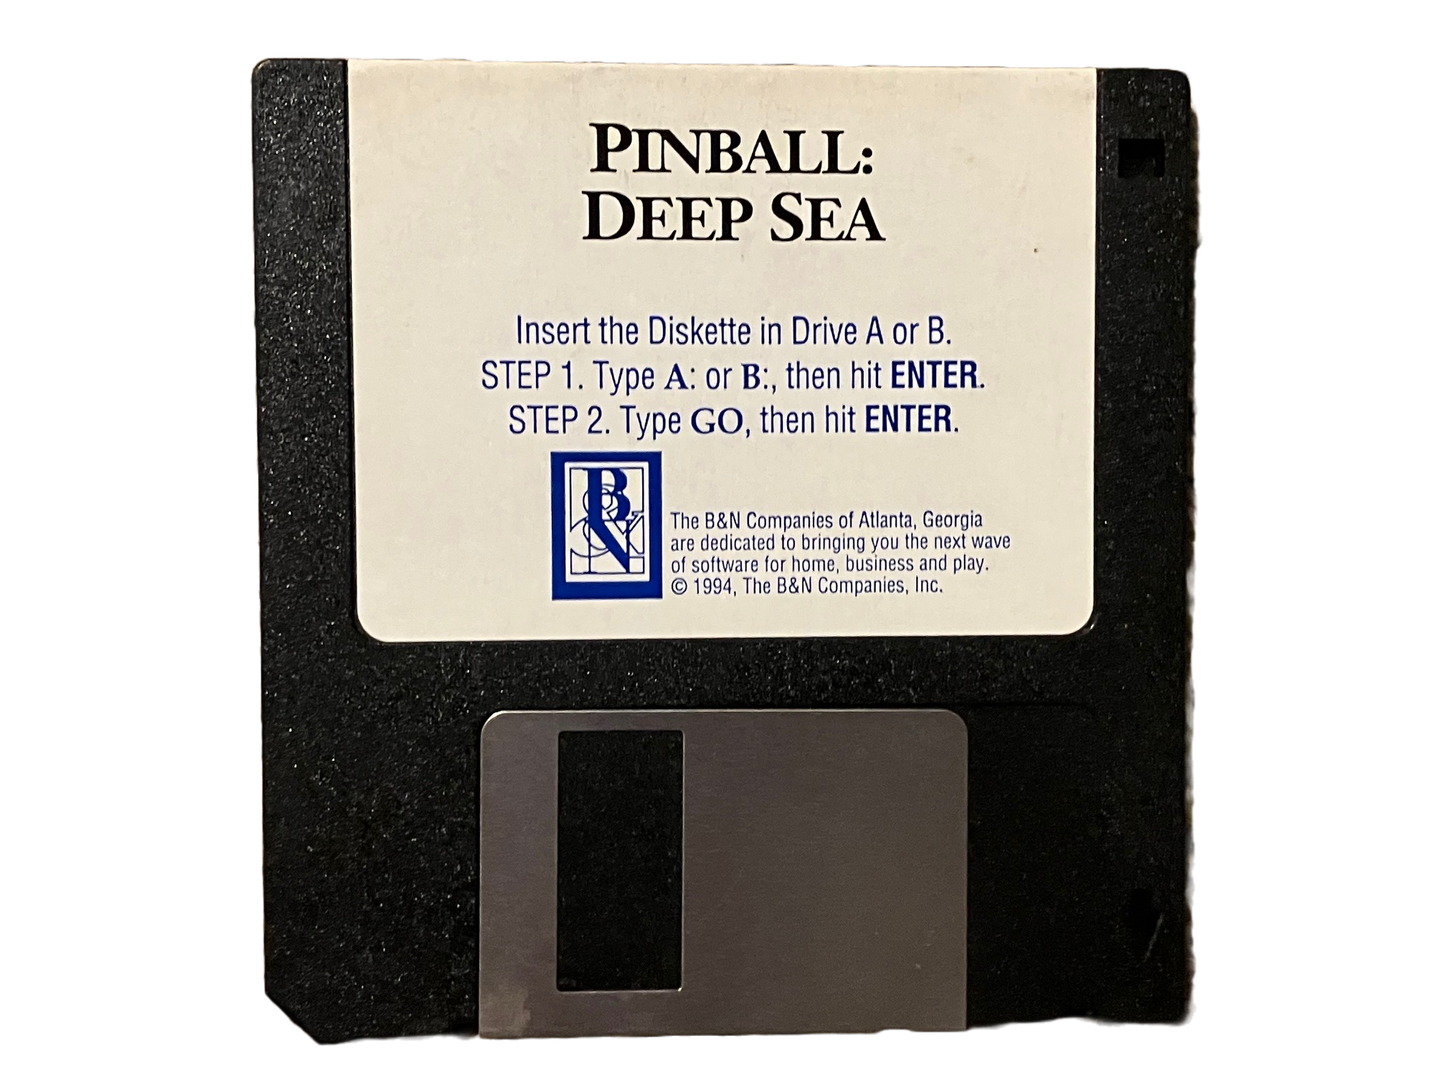 PINBALL:
DEEP SEA
Insert the Diskette in Drive A or B.
STEP 1. Type A: or B:, then hit ENTER.
STEP 2. Type GO, then hit ENTER.
B&N
The B&N Companies of Atlanta, Georgia
are dedicated to bringing you the next wave
of software for home, business and play.
© 1994, The B&N Companies, Inc.